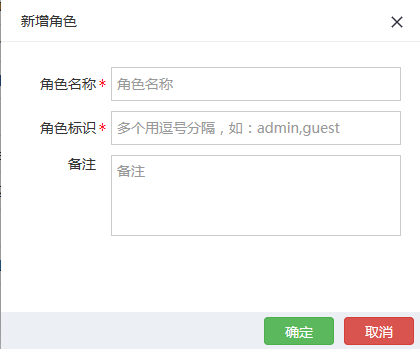 新增角色
角色名称 * 角色名称
角色标识 * 多个用逗号分隔，如：admin,guest
备注 备注
确定 取消